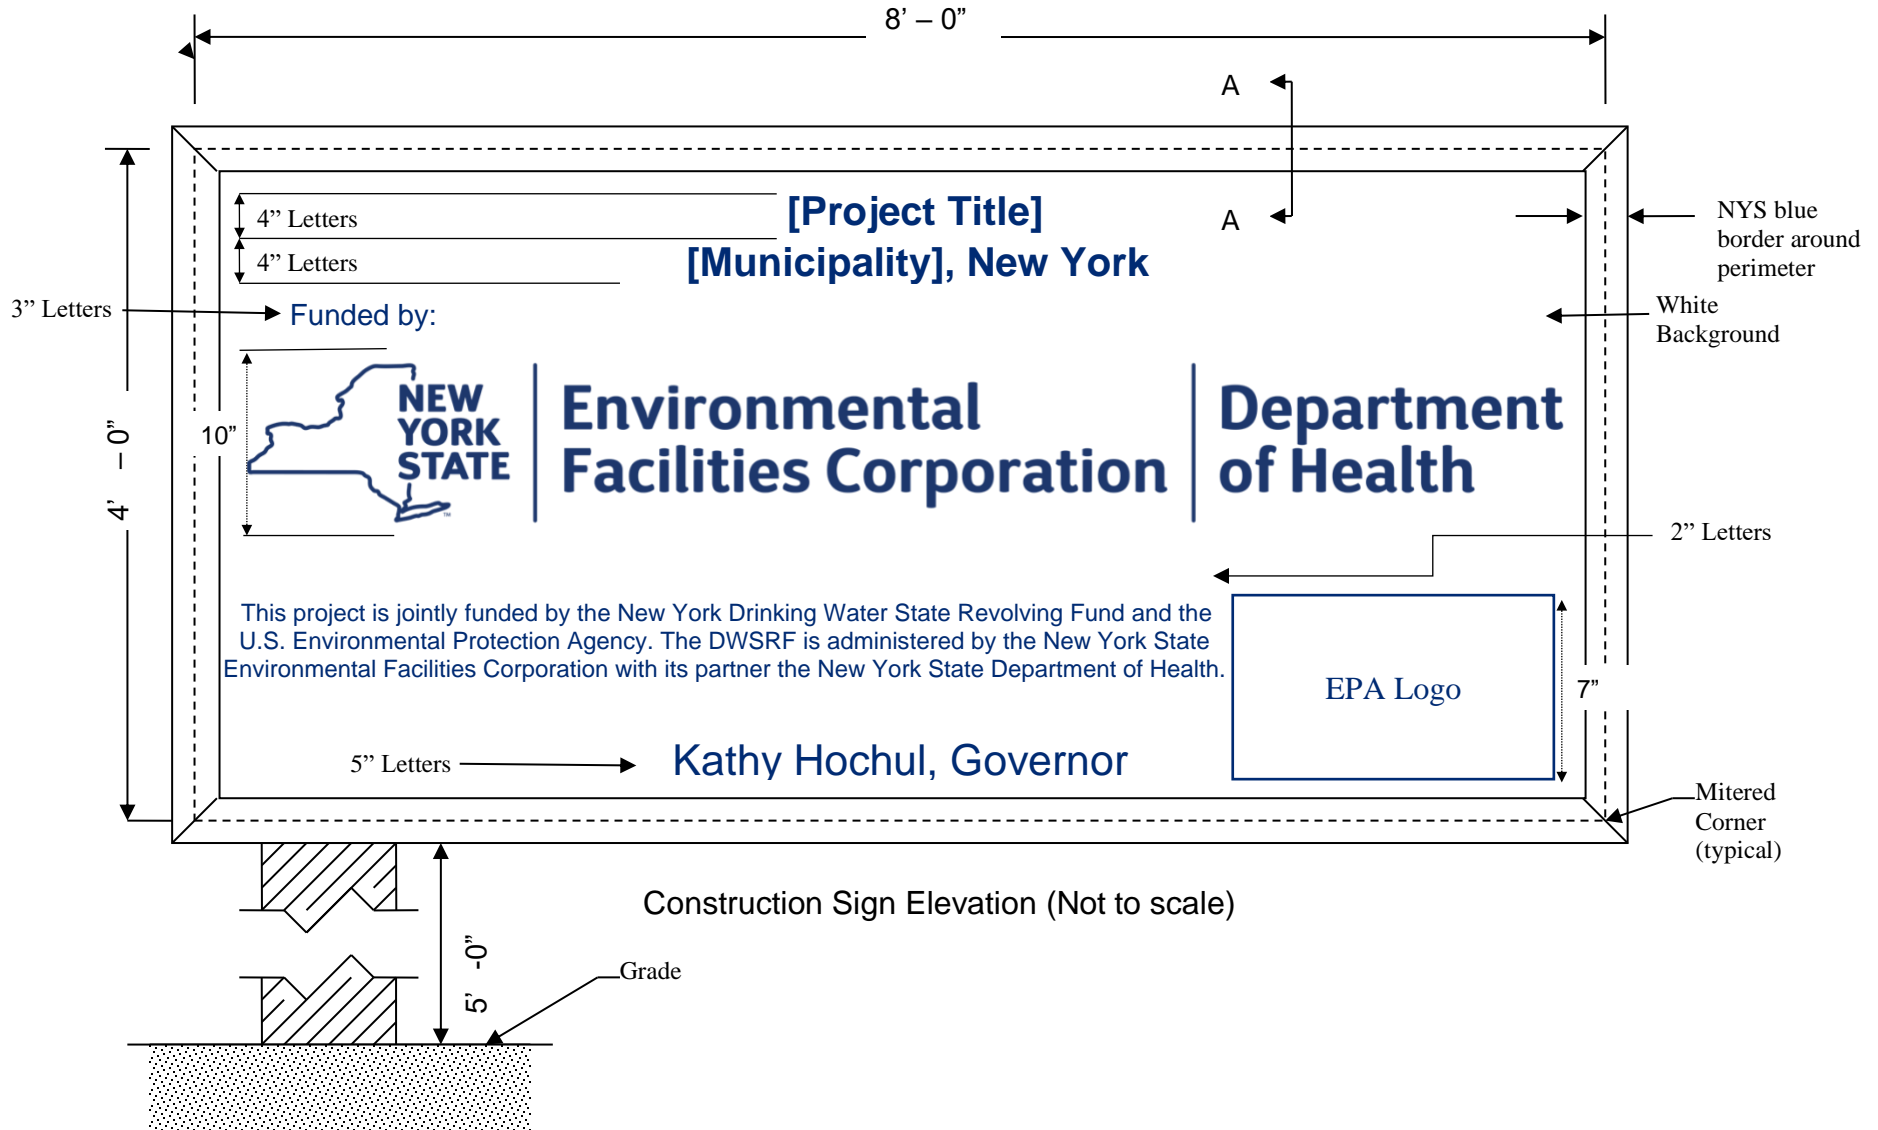 8’ – 0”
A
[Project Title]
4” Letters
A
NYS blue
border around
perimeter
[Municipality], New York
4” Letters
3” Letters
Funded by:
White
Background
NEW
YORK
STATE
™
Environmental
Facilities Corporation
Department
of Health
10”
4’ – 0”
2” Letters
This project is jointly funded by the New York Drinking Water State Revolving Fund and the
U.S. Environmental Protection Agency. The DWSRF is administered by the New York State
Environmental Facilities Corporation with its partner the New York State Department of Health.
EPA Logo
7”
5” Letters
Kathy Hochul, Governor
Mitered
Corner
(typical)
Construction Sign Elevation (Not to scale)
5’ -0”
Grade